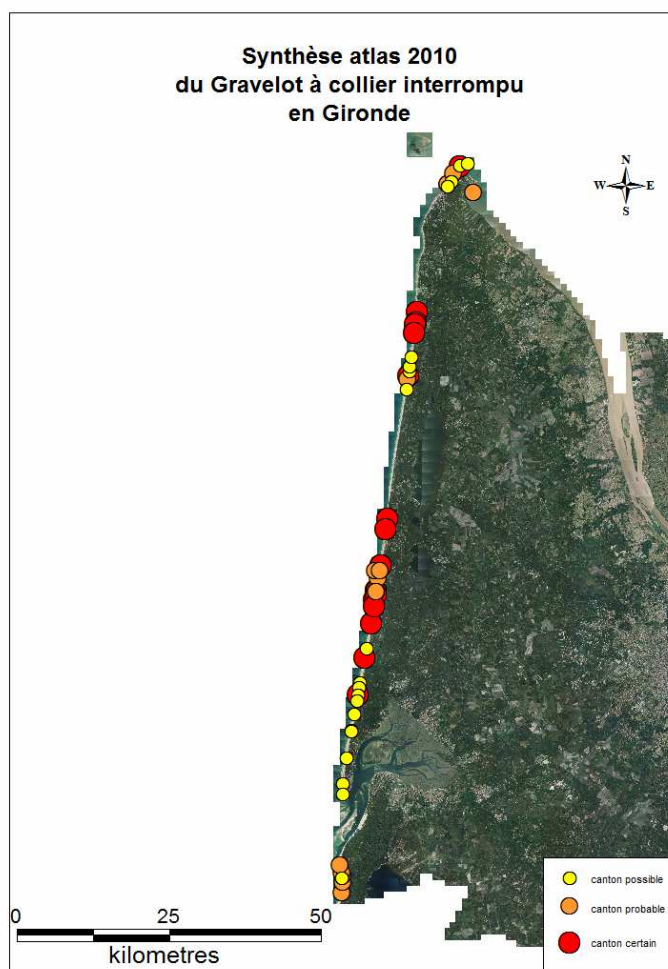 Synthèse atlas 2010
du Gravelot à collier interrompu
en Gironde
N
W E
S
canton possible
canton probable
canton certain
0 25 50
kilometres